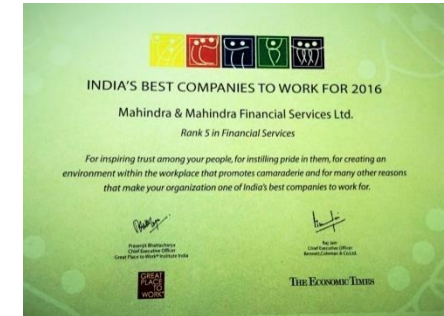 INDIA'S BEST COMPANIES TO WORK FOR 2016
Mahindra & Mahindra Financial Services Ltd.
Rank 5 in Financial Services
For inspiring trust among your people, for instilling pride in them, for creating an
environment within the workplace that promotes camaraderie and for many other reasons
that make your organization one of India's best companies to work for.
Prasenjit Bhattacharya
Chief Executive Officer
Great Place to Work® Institute India
Raj Jain
Chief Executive Officer
Bennett, Coleman & Co.Ltd.
GREAT
PLACE
TO
WORK®
THE ECONOMIC TIMES